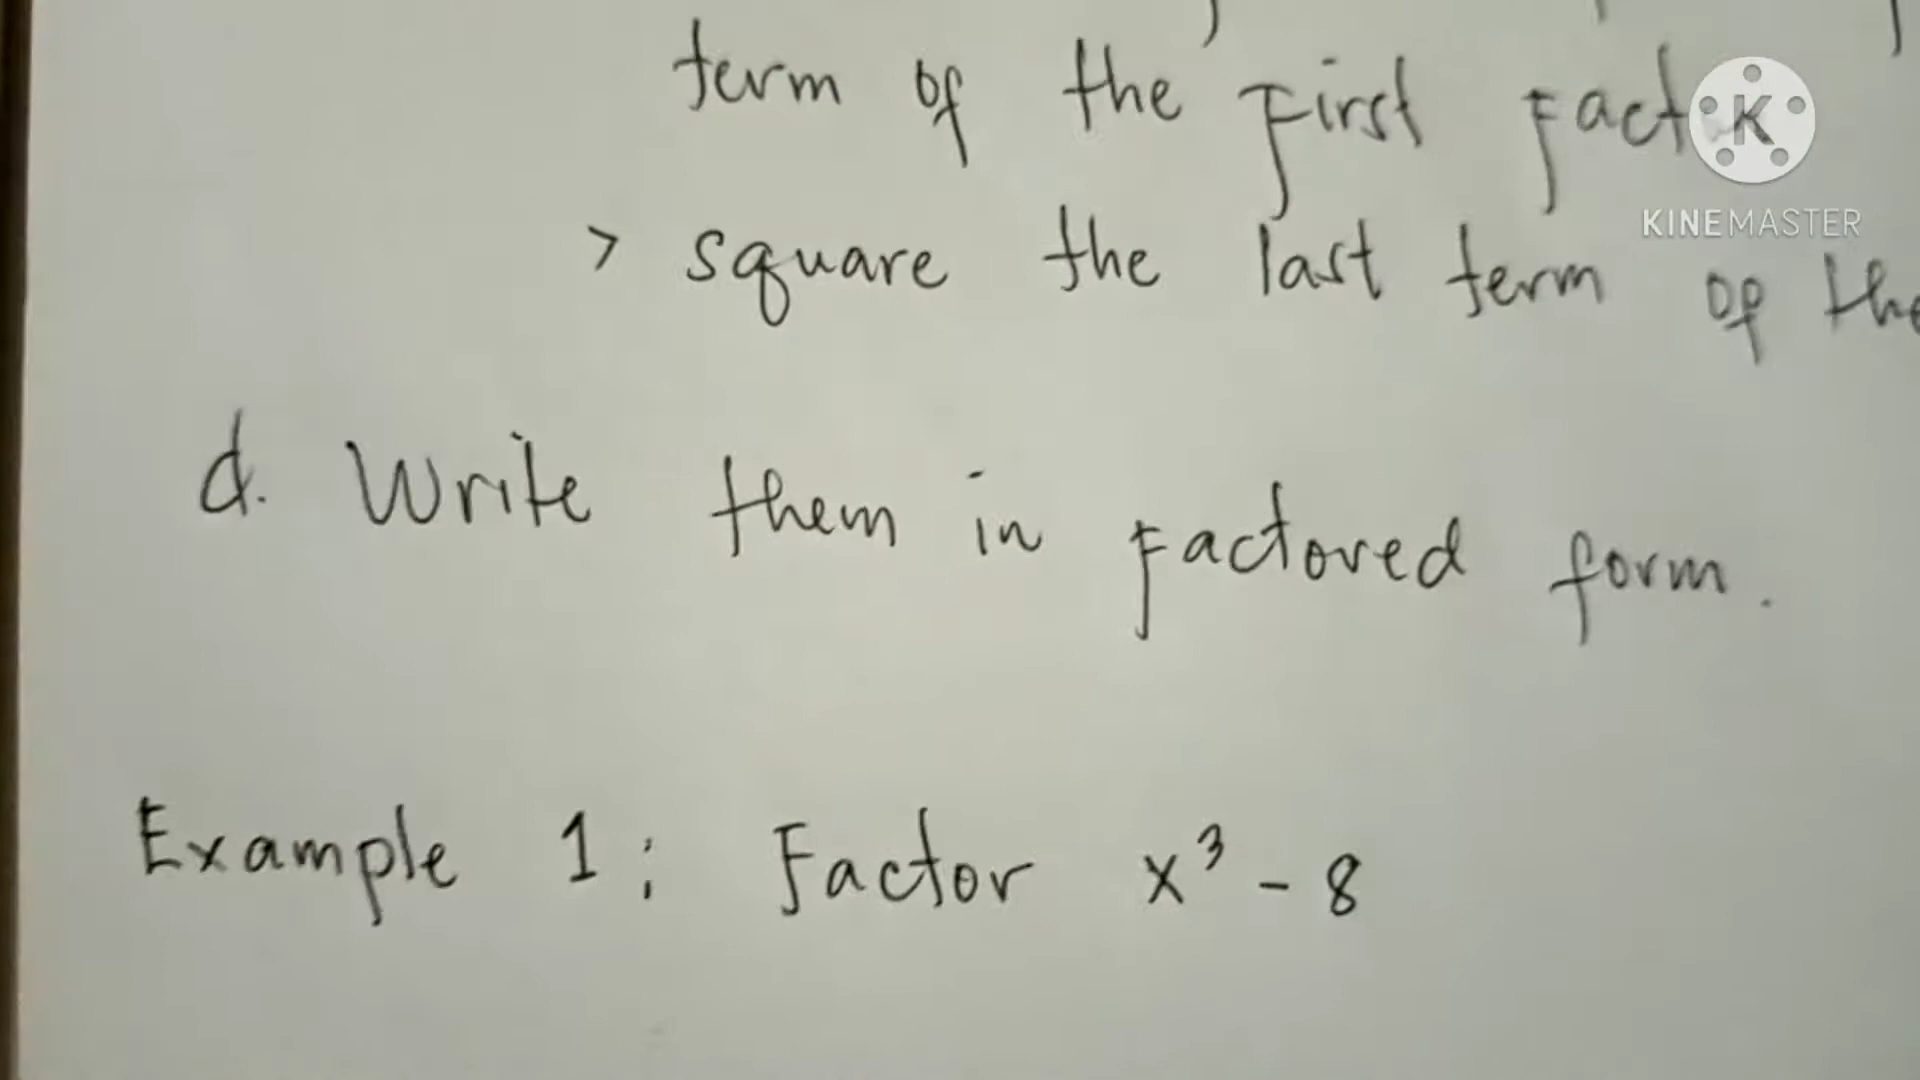 term of the First
> square the last term of the
d. Write them in Factored form.
Example 1: Factor x³ - 8
K
KINEMASTER